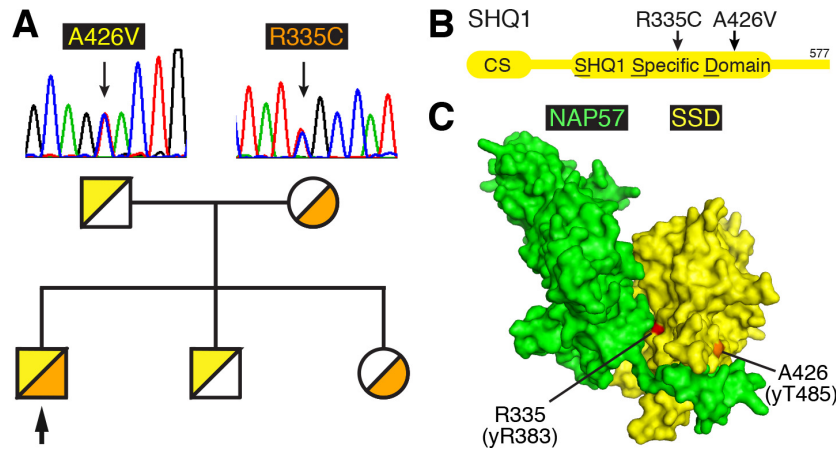 A
A426V
R335C
B
SHQ1
R335C A426V
CS
SHQ1 Specific Domain
577
C
NAP57
SSD
R335
(yR383)
A426
(yT485)